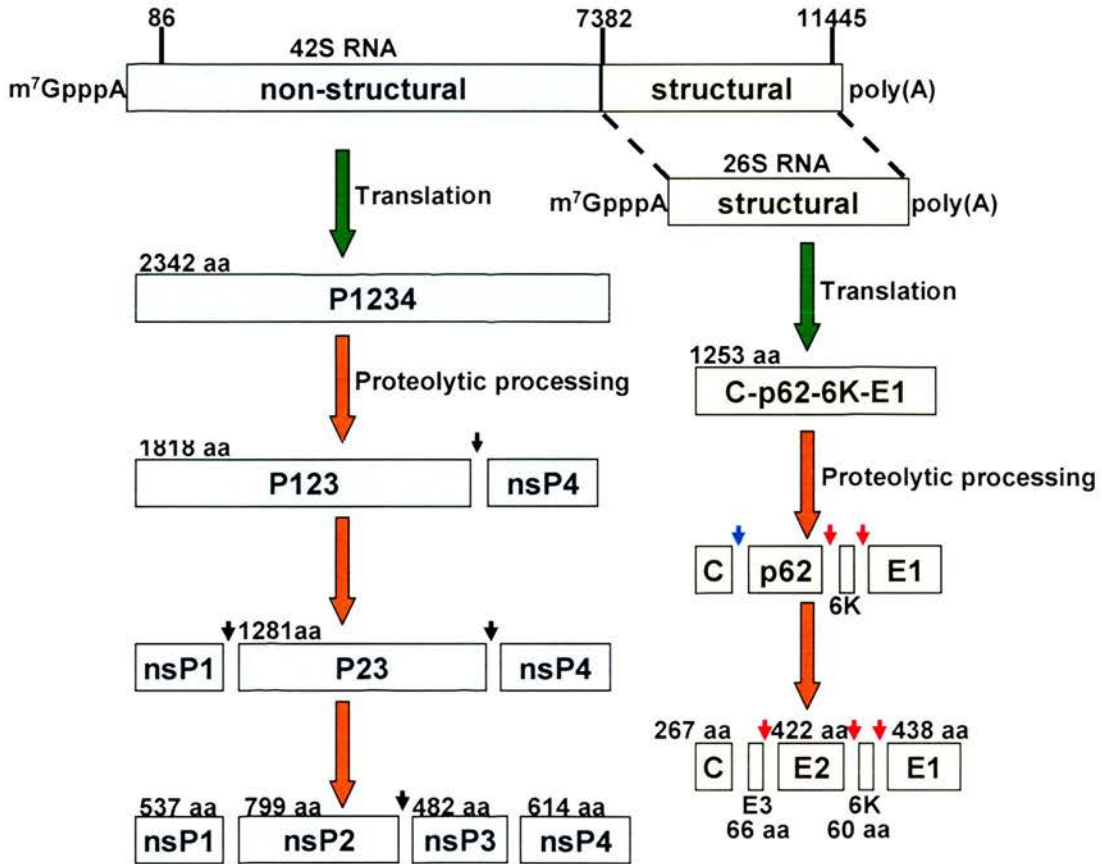 86 7382 11445
42S RNA
m⁷GpppA non-structural structural poly(A)
26S RNA
m⁷GpppA structural poly(A)
Translation
2342 aa
P1234
Translation
1253 aa
C-p62-6K-E1
Proteolytic processing
1818 aa
P123 nsP4
Proteolytic processing
C p62 E1
6K
1281aa
nsP1 P23 nsP4
267 aa 422 aa 438 aa
C E2 E1
E3 6K
66 aa 60 aa
537 aa 799 aa 482 aa 614 aa
nsP1 nsP2 nsP3 nsP4